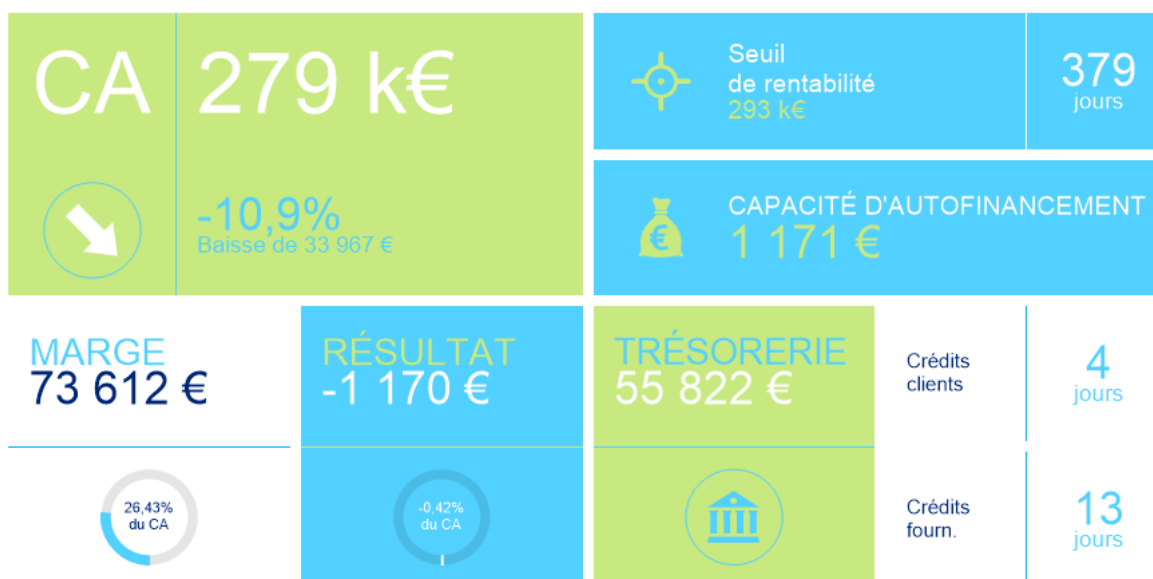 CA
279 k€
-10,9%
Baisse de 33 967 €
Seuil
de rentabilité
293 k€
379
jours
€
CAPACITÉ D'AUTOFINANCEMENT
1 171 €
MARGE
73 612 €
26,43%
du CA
RÉSULTAT
-1 170 €
-0,42%
du CA
TRÉSORERIE
55 822 €
Crédits
clients
4
jours
Crédits
fourn.
13
jours